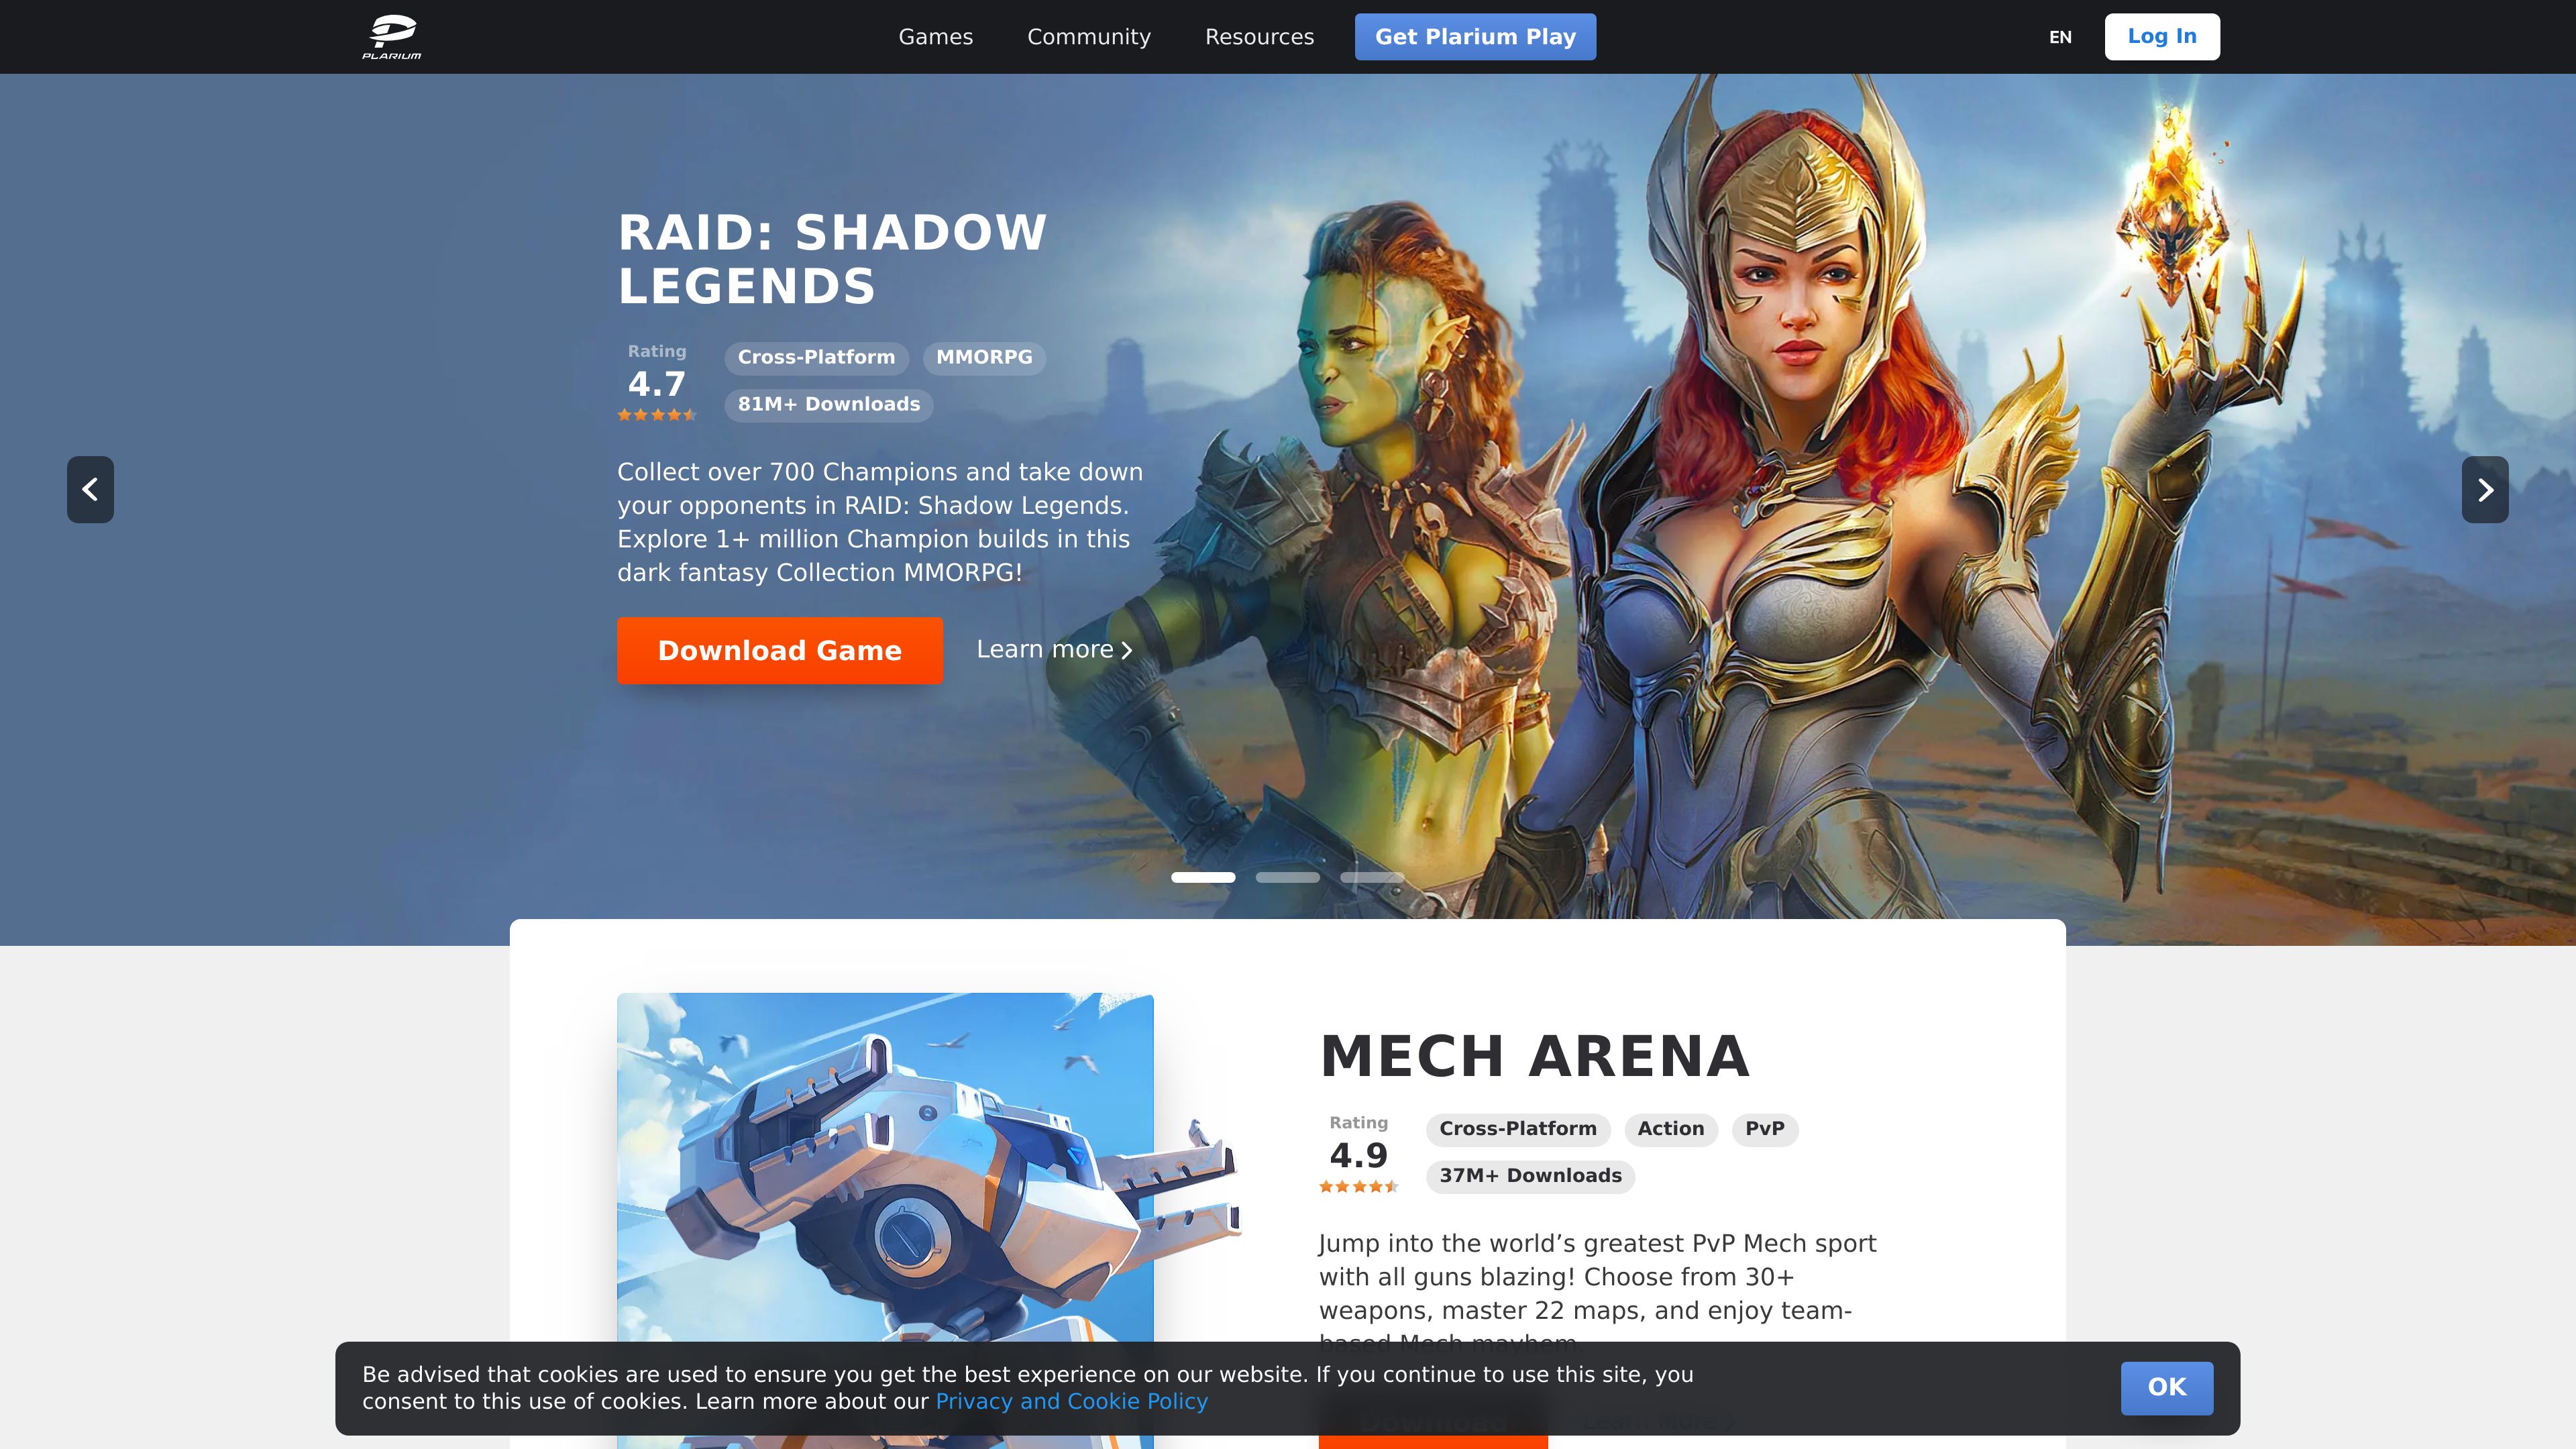 PLARIUM
Games
Community
Resources
Get Plarium Play
EN
Log In
RAID: SHADOW
LEGENDS
Rating
4.7
Cross-Platform
MMORPG
81M+ Downloads
Collect over 700 Champions and take down
your opponents in RAID: Shadow Legends.
Explore 1+ million Champion builds in this
dark fantasy Collection MMORPG!
Download Game
Learn more
MECH ARENA
Rating
4.9
Cross-Platform
Action
PvP
37M+ Downloads
Jump into the world’s greatest PvP Mech sport
with all guns blazing! Choose from 30+
weapons, master 22 maps, and enjoy team-
based Mech mayhem.
Be advised that cookies are used to ensure you get the best experience on our website. If you continue to use this site, you
consent to this use of cookies. Learn more about our Privacy and Cookie Policy
OK